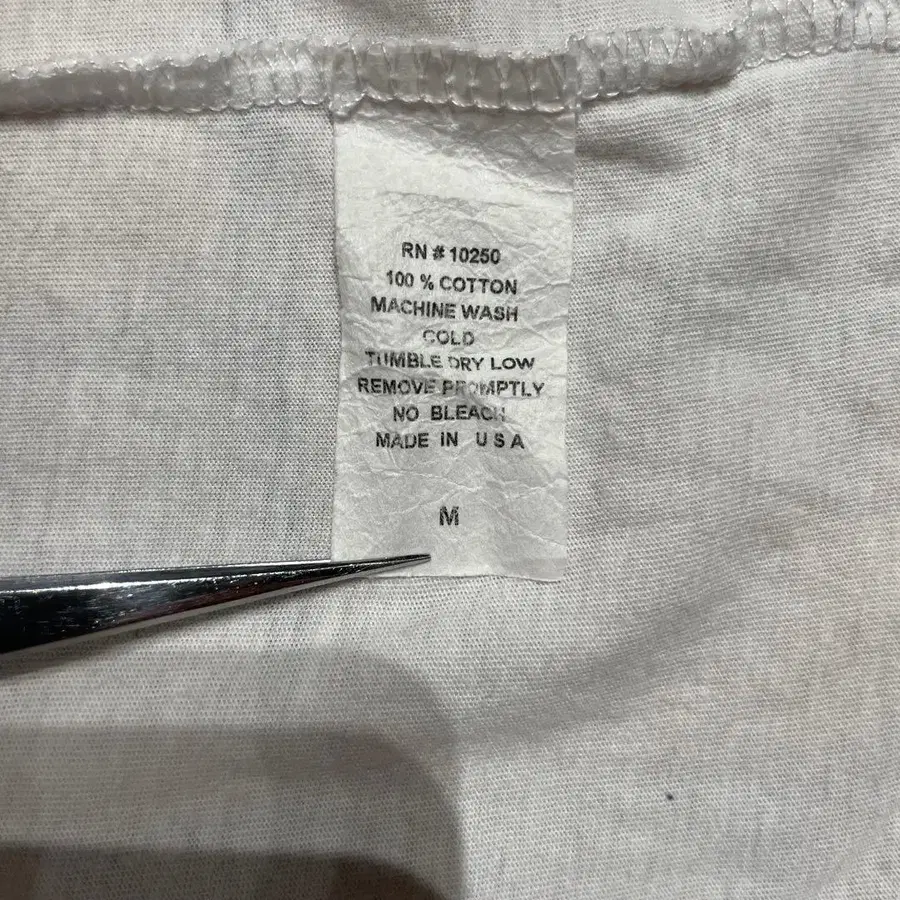 RN # 10250
100 % COTTON
MACHINE WASH
COLD
TUMBLE DRY LOW
REMOVE PROMPTLY
NO BLEACH
MADE IN U S A
M